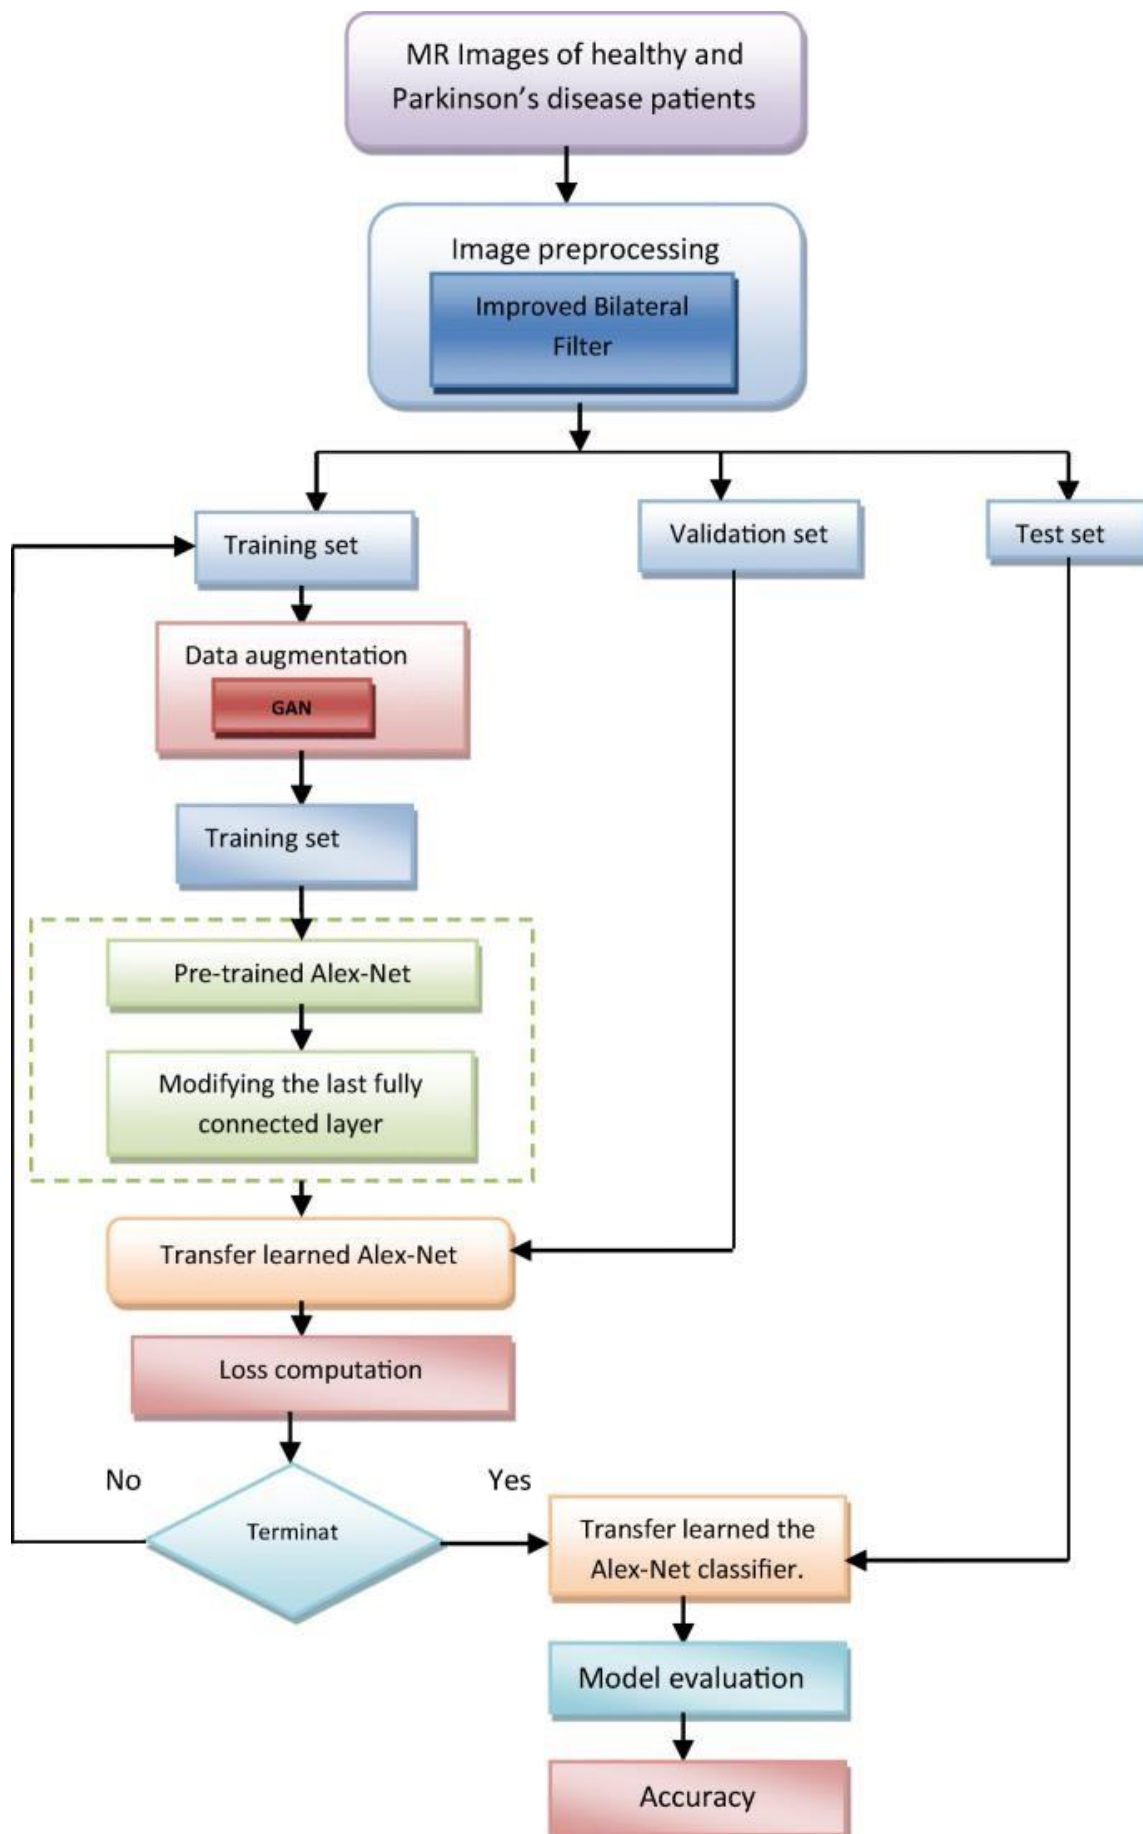 MR Images of healthy and
Parkinson’s disease patients
Image preprocessing
Improved Bilateral
Filter
Training set
Validation set
Test set
Data augmentation
GAN
Training set
Pre-trained Alex-Net
Modifying the last fully
connected layer
Transfer learned Alex-Net
Loss computation
No
Yes
Terminat
Transfer learned the
Alex-Net classifier.
Model evaluation
Accuracy